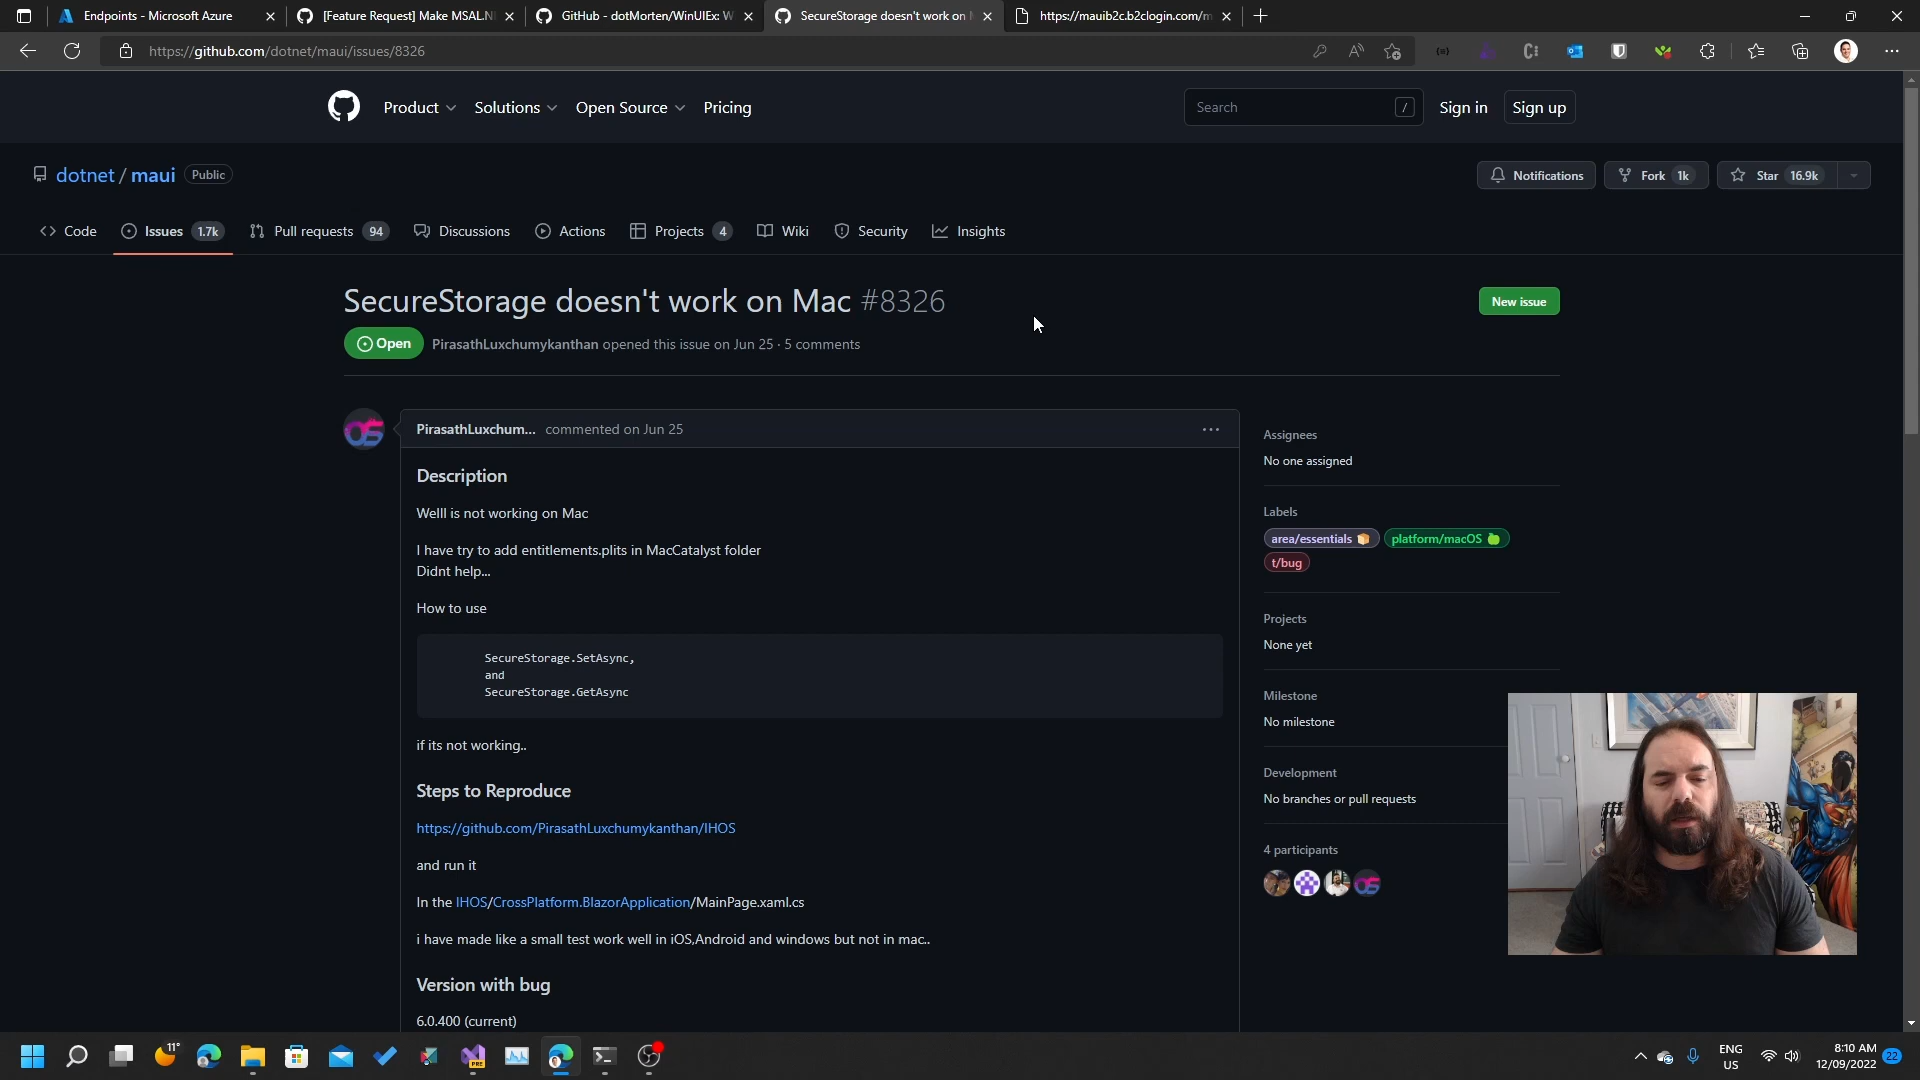 Endpoints - Microsoft Azure
[Feature Request] Make MSAL.N
GitHub - dotMorten/WinUIEx: W
SecureStorage doesn't work on
https://mauib2c.b2clogin.com/m
https://github.com/dotnet/maui/issues/8326
Product
Solutions
Open Source
Pricing
Search
/
Sign in
Sign up
dotnet / maui
Public
Notifications
Fork 1k
Star 16.9k
Code
Issues 1.7k
Pull requests 94
Discussions
Actions
Projects 4
Wiki
Security
Insights
SecureStorage doesn't work on Mac #8326
New issue
Open
PirasathLuxchumykanthan opened this issue on Jun 25 · 5 comments
PirasathLuxchum... commented on Jun 25
Description
Welll is not working on Mac
I have try to add entitlements.plits in MacCatalyst folder
Didnt help...
How to use
SecureStorage.SetAsync,
and
SecureStorage.GetAsync
if its not working..
Steps to Reproduce
https://github.com/PirasathLuxchumykanthan/IHOS
and run it
In the IHOS/CrossPlatform.BlazorApplication/MainPage.xaml.cs
i have made like a small test work well in iOS,Android and windows but not in mac..
Version with bug
6.0.400 (current)
Assignees
No one assigned
Labels
area/essentials
platform/macOS
t/bug
Projects
None yet
Milestone
No milestone
Development
No branches or pull requests
4 participants
11°
PRE
ENG
US
8:10 AM
12/09/2022
22